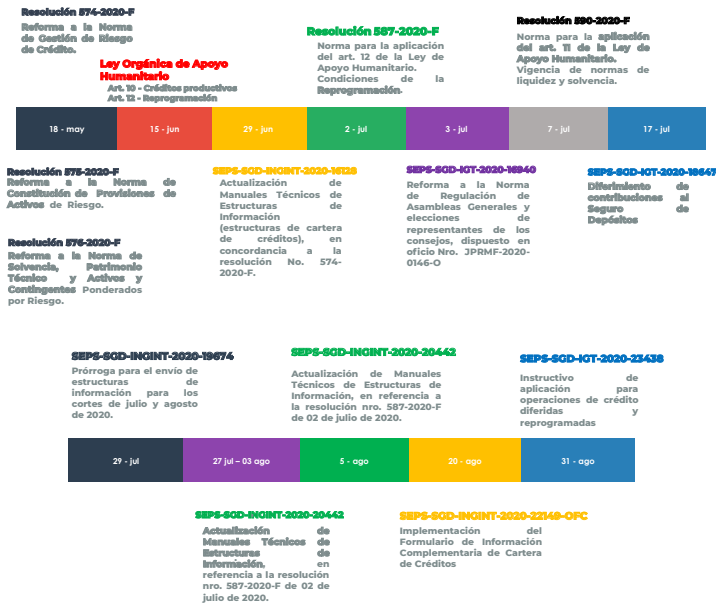 Resolución 574-2020-F
Reforma a la Norma
de Gestión de Riesgo
de Crédito.
Ley Orgánica de Apoyo
Humanitario
Art. 10 - Créditos productivos
Art. 12 - Reprogramación
Resolución 587-2020-F
Norma para la aplicación
del art. 12 de la Ley de
Apoyo Humanitario.
Condiciones de la
Reprogramación.
Resolución 590-2020-F
Norma para la aplicación
del art. 11 de la Ley de
Apoyo Humanitario.
Vigencia de normas de
liquidez y solvencia.
18 - may
15 - jun
29 - jun
2 - jul
3 - jul
7 - jul
17 - jul
Resolución 575-2020-F
Reforma a la Norma de
Constitución de Provisiones de
Activos de Riesgo.
Resolución 576-2020-F
Reforma a la Norma de
Solvencia, Patrimonio
Técnico y Activos y
Contingentes Ponderados
por Riesgo.
SEPS-SGD-INGINT-2020-16128
Actualización de
Manuales Técnicos de
Estructuras de
Información
(estructuras de cartera
de créditos), en
concordancia a la
resolución No. 574-
2020-F.
SEPS-SGD-IGT-2020-16940
Reforma a la Norma
de Regulación de
Asambleas Generales y
elecciones de
representantes de los
consejos, dispuesto en
oficio Nro. JPRMF-2020-
0146-O
SEPS-SGD-IGT-2020-18647
Diferimiento de
contribuciones al
Seguro de
Depósitos
SEPS-SGD-INGINT-2020-19674
Prórroga para el envío de
estructuras de
información para los
cortes de julio y agosto
de 2020.
SEPS-SGD-INGINT-2020-20442
Actualización de Manuales
Técnicos de Estructuras de
Información, en referencia a
la resolución nro. 587-2020-F
de 02 de julio de 2020.
SEPS-SGD-IGT-2020-23438
Instructivo de
aplicación para
operaciones de crédito
diferidas y
reprogramadas
29 - jul
27 jul – 03 ago
5 - ago
20 - ago
31 - ago
SEPS-SGD-INGINT-2020-20442
Actualización de
Manuales Técnicos de
Estructuras de
Información, en
referencia a la resolución
nro. 587-2020-F de 02 de
julio de 2020.
SEPS-SGD-INGINT-2020-22149-OFC
Implementación del
Formulario de Información
Complementaria de Cartera
de Créditos